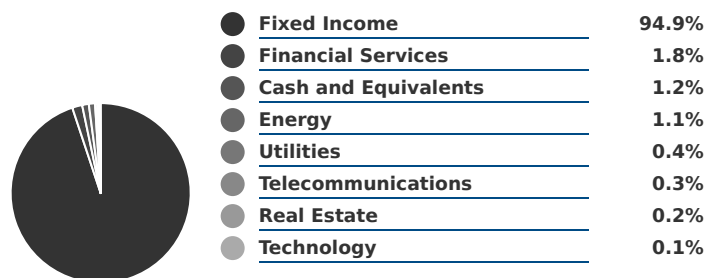 Fixed Income 94.9%
Financial Services 1.8%
Cash and Equivalents 1.2%
Energy 1.1%
Utilities 0.4%
Telecommunications 0.3%
Real Estate 0.2%
Technology 0.1%